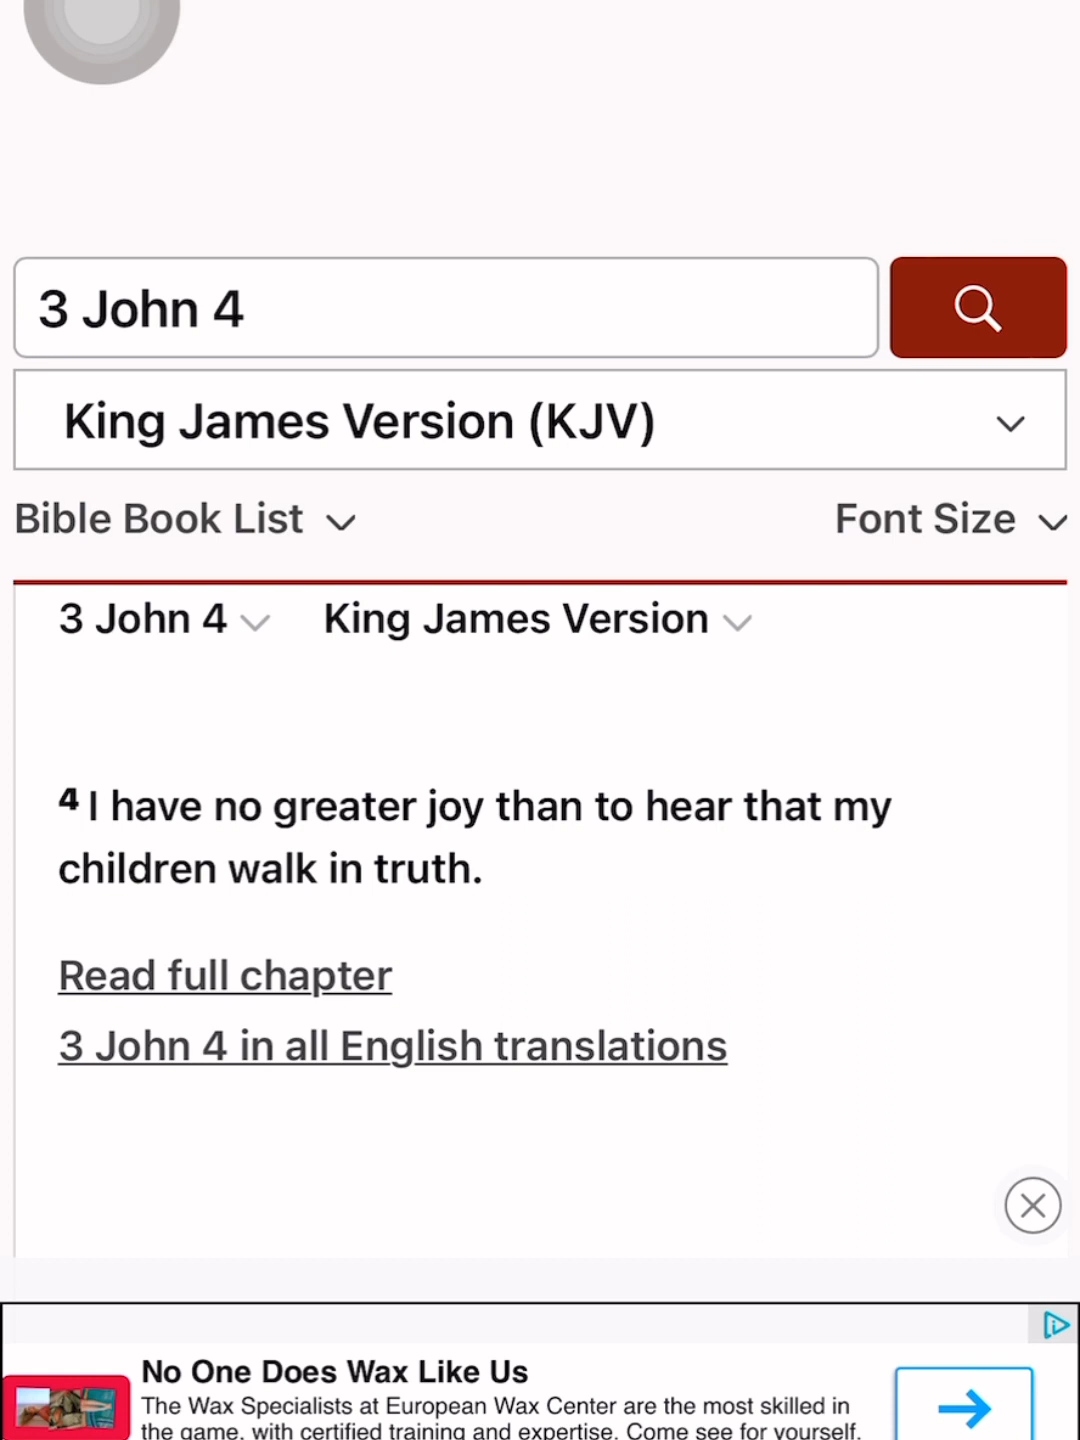 3 John 4
King James Version (KJV)
Bible Book List
Font Size
3 John 4
King James Version
4 I have no greater joy than to hear that my
children walk in truth.
Read full chapter
3 John 4 in all English translations
No One Does Wax Like Us
The Wax Specialists at European Wax Center are the most skilled in
the game, with certified training and expertise. Come see for yourself.